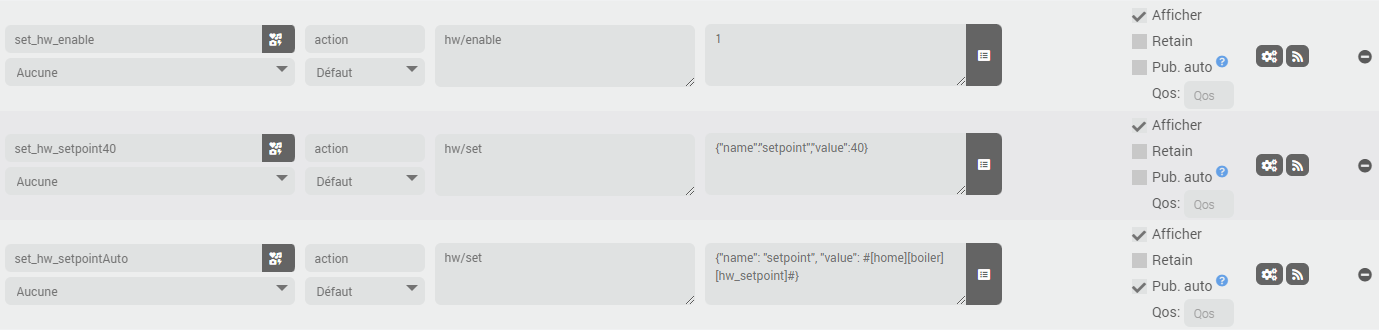 set_hw_enable action hw/enable 1 Afficher
Retain
Aucune Défaut Pub. auto ?
Qos: Qos
set_hw_setpoint40 action hw/set {"name":"setpoint","value":40} Afficher
Retain
Aucune Défaut Pub. auto ?
Qos: Qos
set_hw_setpointAuto action hw/set {"name": "setpoint", "value": #[home][boiler] Afficher
[hw_setpoint]#} Retain
Aucune Défaut Pub. auto ?
Qos: Qos